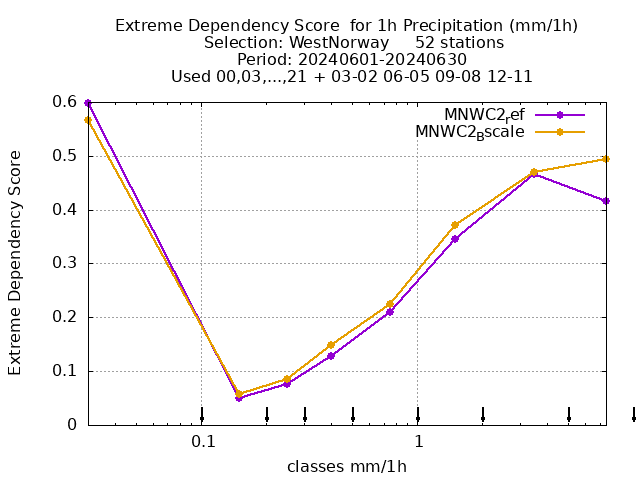 Extreme Dependency Score  for 1h Precipitation (mm/1h)
Selection: WestNorway     52 stations
Period: 20240601-20240630
Used 00,03,...,21 + 03-02 06-05 09-08 12-11
MNWC2ref
MNWC2Bscale
0.6
0.5
0.4
0.3
0.2
0.1
0
Extreme Dependency Score
0.1
1
classes mm/1h